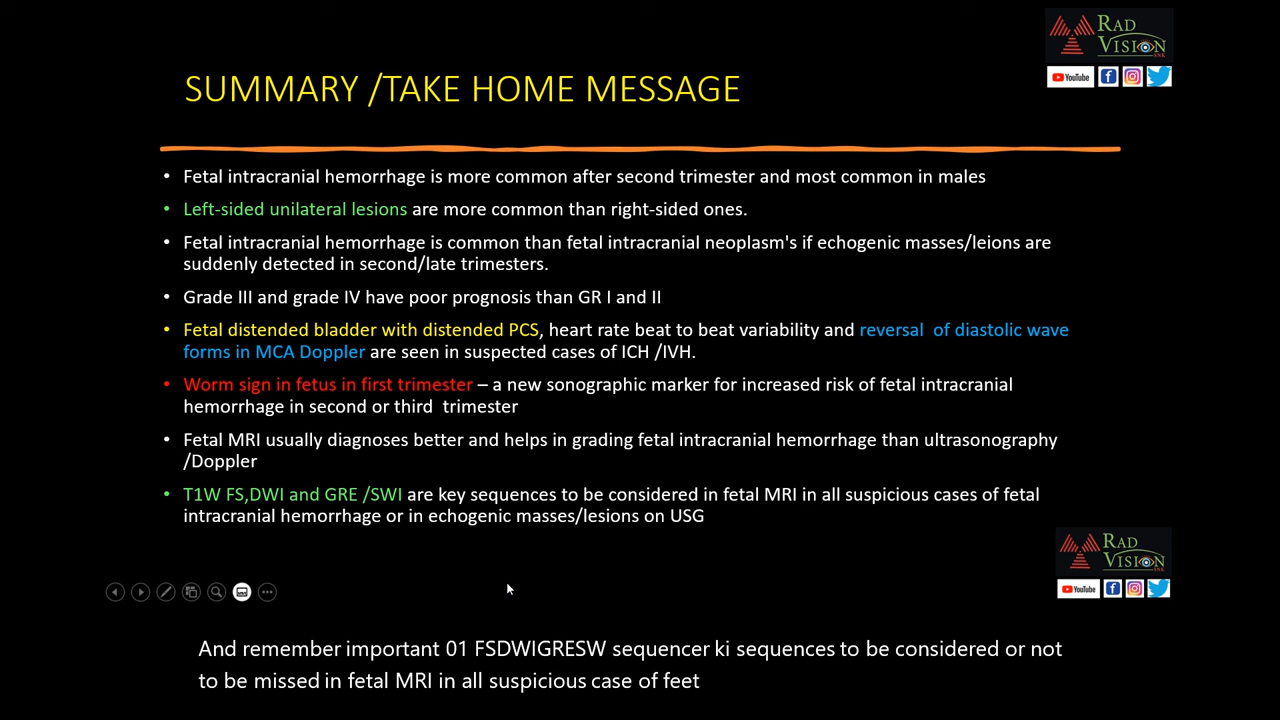 RAD
VISION
SNK
YouTube
SUMMARY /TAKE HOME MESSAGE
• Fetal intracranial hemorrhage is more common after second trimester and most common in males
• Left-sided unilateral lesions are more common than right-sided ones.
• Fetal intracranial hemorrhage is common than fetal intracranial neoplasm's if echogenic masses/leions are
suddenly detected in second/late trimesters.
• Grade III and grade IV have poor prognosis than GR I and II
• Fetal distended bladder with distended PCS, heart rate beat to beat variability and reversal of diastolic wave
forms in MCA Doppler are seen in suspected cases of ICH /IVH.
• Worm sign in fetus in first trimester – a new sonographic marker for increased risk of fetal intracranial
hemorrhage in second or third trimester
• Fetal MRI usually diagnoses better and helps in grading fetal intracranial hemorrhage than ultrasonography
/Doppler
• T1W FS,DWI and GRE /SWI are key sequences to be considered in fetal MRI in all suspicious cases of fetal
intracranial hemorrhage or in echogenic masses/lesions on USG
RAD
VISION
SNK
YouTube
And remember important 01 FSDWIGRESW sequencer ki sequences to be considered or not
to be missed in fetal MRI in all suspicious case of feet